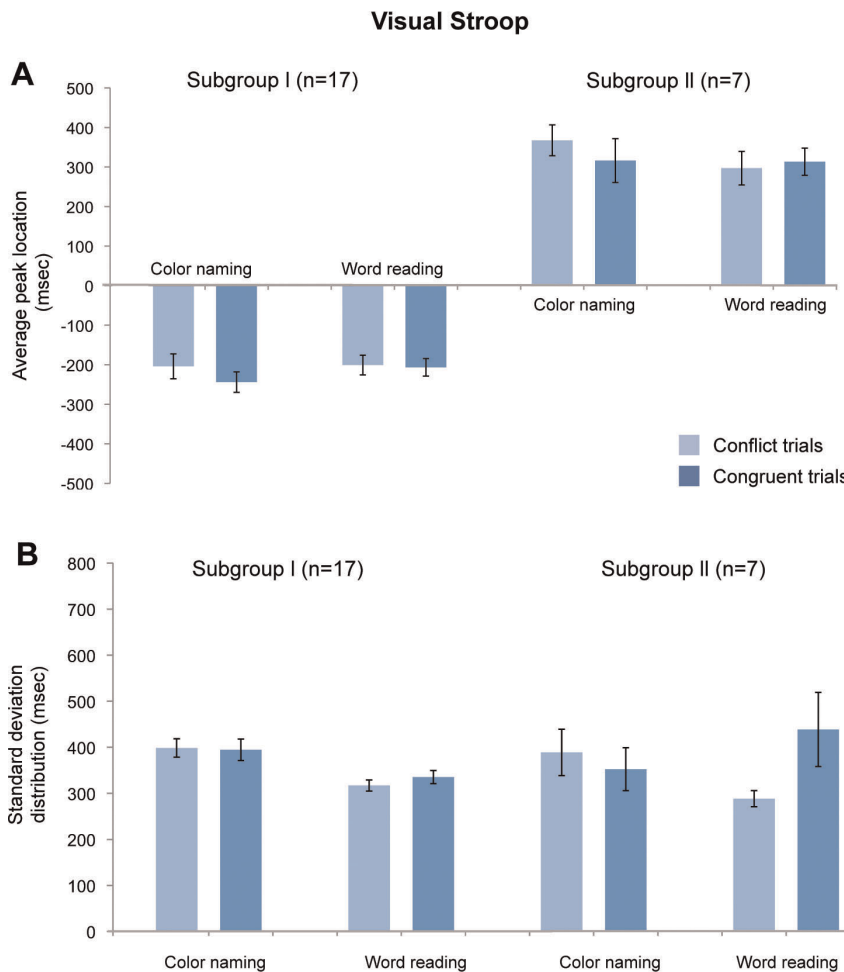 Visual Stroop
A
Subgroup I (n=17)
Subgroup II (n=7)
Average peak location
(msec)
500
400
300
200
100
0
-100
-200
-300
-400
-500
Color naming
Word reading
Color naming
Word reading
Conflict trials
Congruent trials
B
Subgroup I (n=17)
Subgroup II (n=7)
Standard deviation
distribution (msec)
800
700
600
500
400
300
200
100
0
Color naming
Word reading
Color naming
Word reading